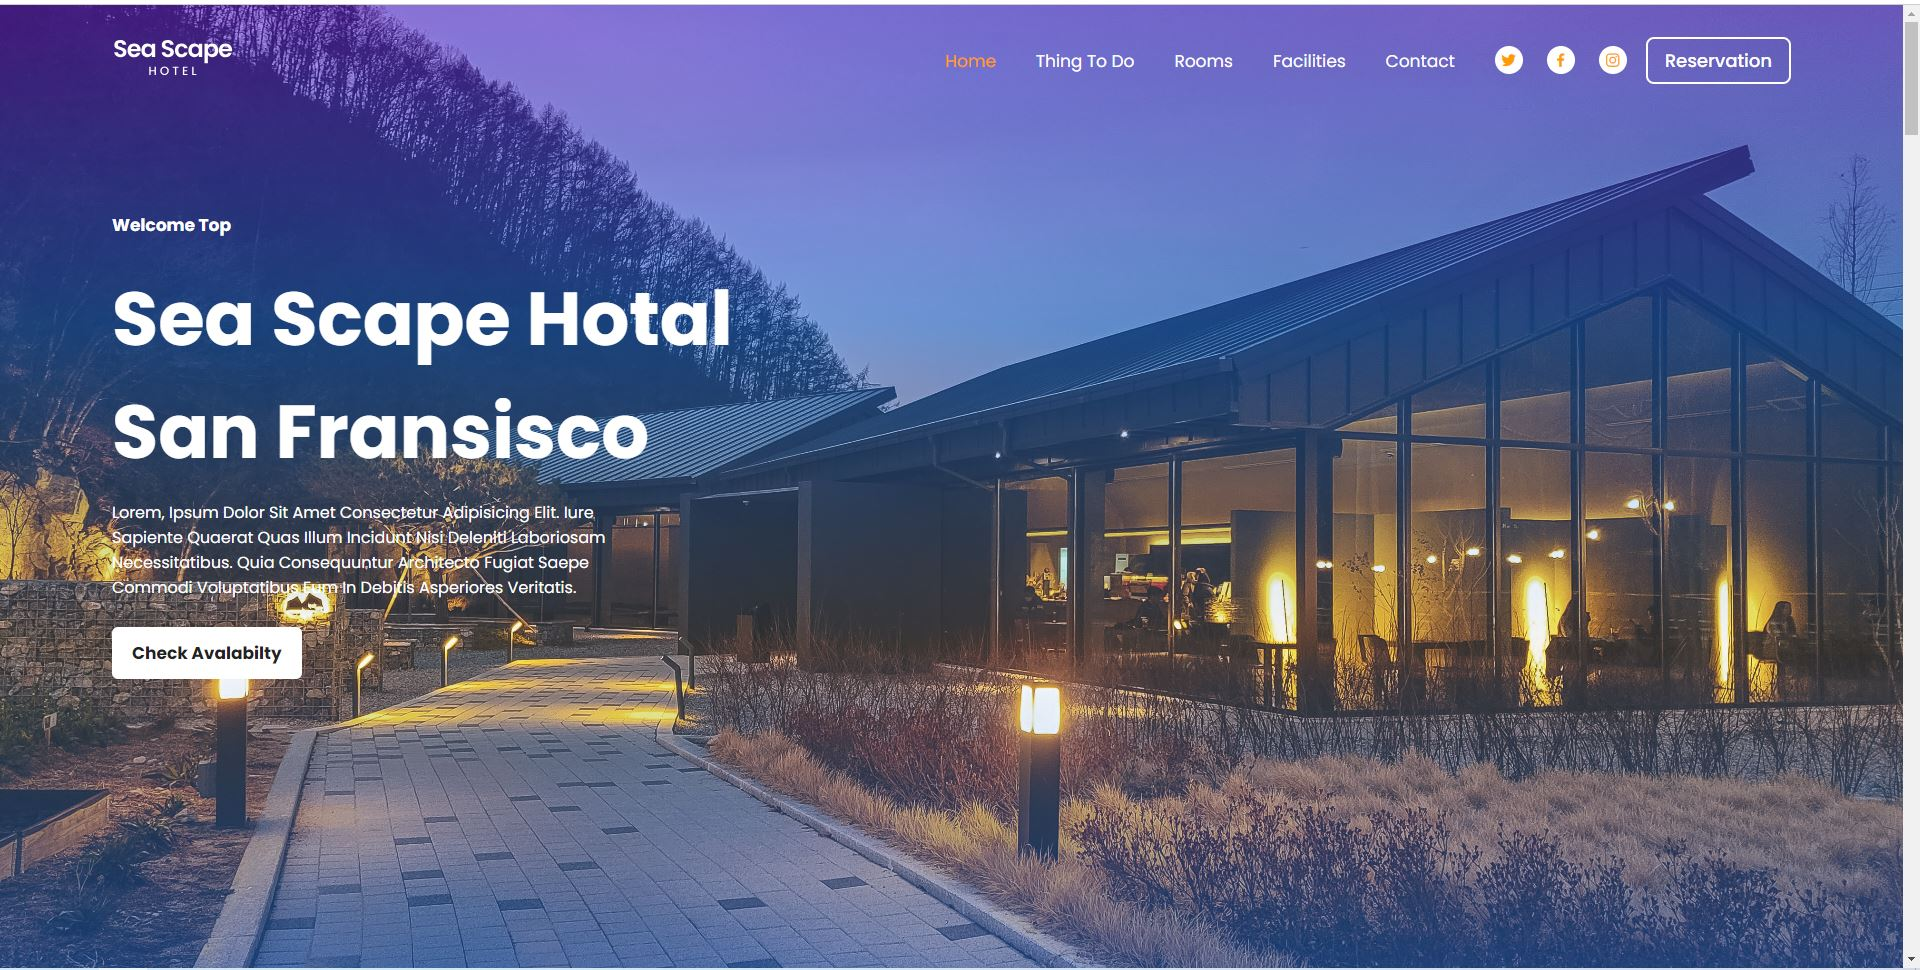 Sea Scape
HOTEL
Home Thing To Do Rooms Facilities Contact Reservation
Welcome Top
Sea Scape Hotal
San Fransisco
Lorem, Ipsum Dolor Sit Amet Consectetur Adipisicing Elit. Iure
Sapiente Quaerat Quas Illum Incidunt Nisi Deleniti Laboriosam
Necessitatibus. Quia Consequuntur Architecto Fugiat Saepe
Commodi Voluptatibus Eum In Debitis Asperiores Veritatis.
Check Avalabilty